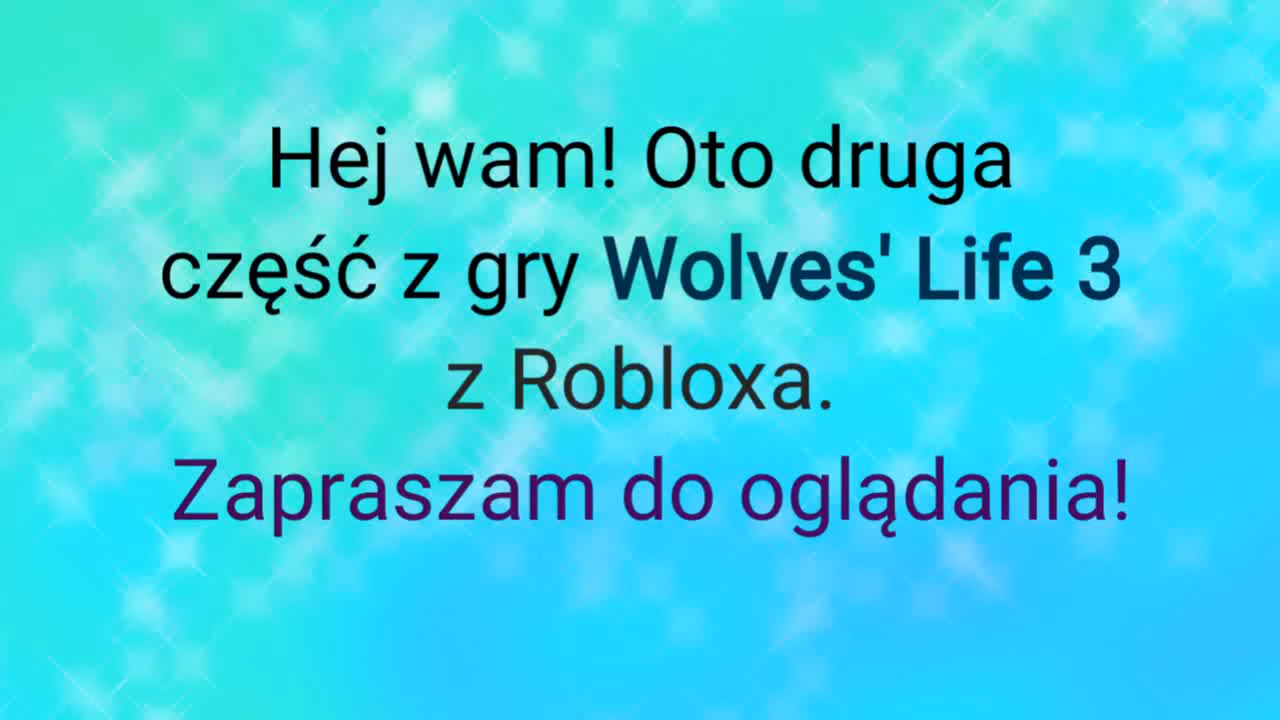 Hej wam! Oto druga
część z gry Wolves' Life 3
z Robloxa.
Zapraszam do oglądania!